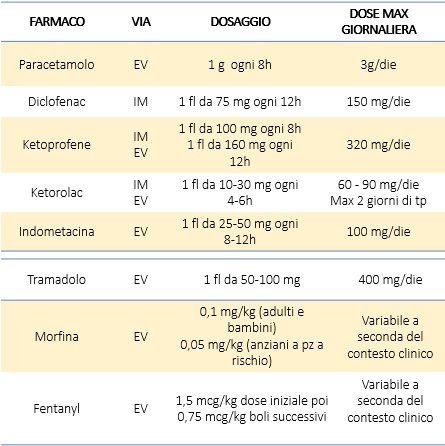 FARMACO VIA DOSAGGIO DOSE MAX GIORNALIERA
Paracetamolo EV 1 g ogni 8h 3g/die
Diclofenac IM 1 fl da 75 mg ogni 12h 150 mg/die
Ketoprofene IM EV 1 fl da 100 mg ogni 8h 1 fl da 160 mg ogni 12h 320 mg/die
Ketorolac IM EV 1 fl da 10-30 mg ogni 4-6h 60 - 90 mg/die Max 2 giorni di tp
Indometacina EV 1 fl da 25-50 mg ogni 8-12h 100 mg/die
Tramadolo EV 1 fl da 50-100 mg 400 mg/die
Morfina EV 0,1 mg/kg (adulti e bambini) 0,05 mg/kg (anziani a pz a rischio) Variabile a seconda del contesto clinico
Fentanyl EV 1,5 mcg/kg dose iniziale poi 0,75 mcg/kg boli successivi Variabile a seconda del contesto clinico